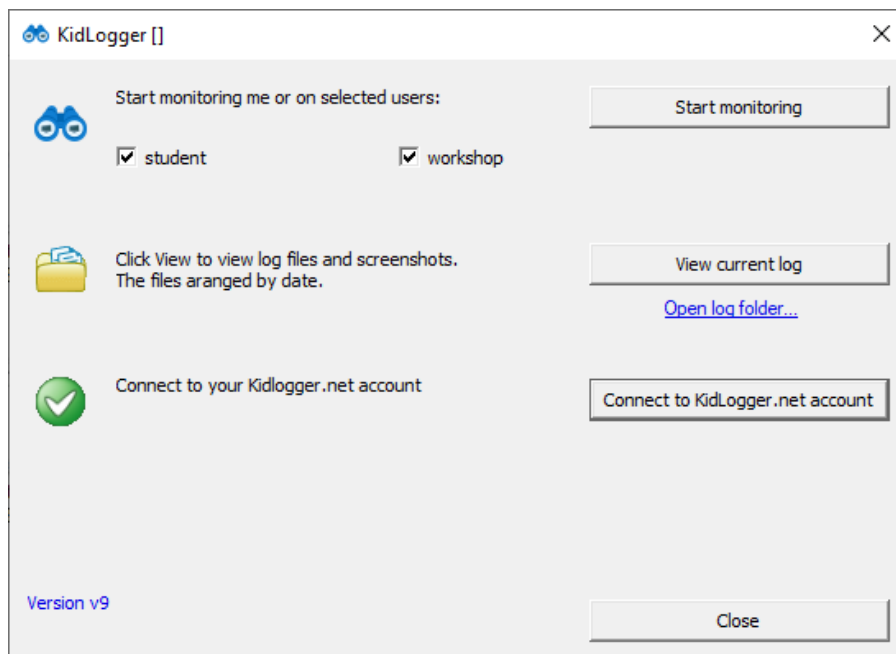 KidLogger []
Start monitoring me or on selected users:
Start monitoring
student
workshop
Click View to view log files and screenshots.
The files aranged by date.
View current log
Open log folder...
Connect to your Kidlogger.net account
Connect to KidLogger.net account
Version v9
Close